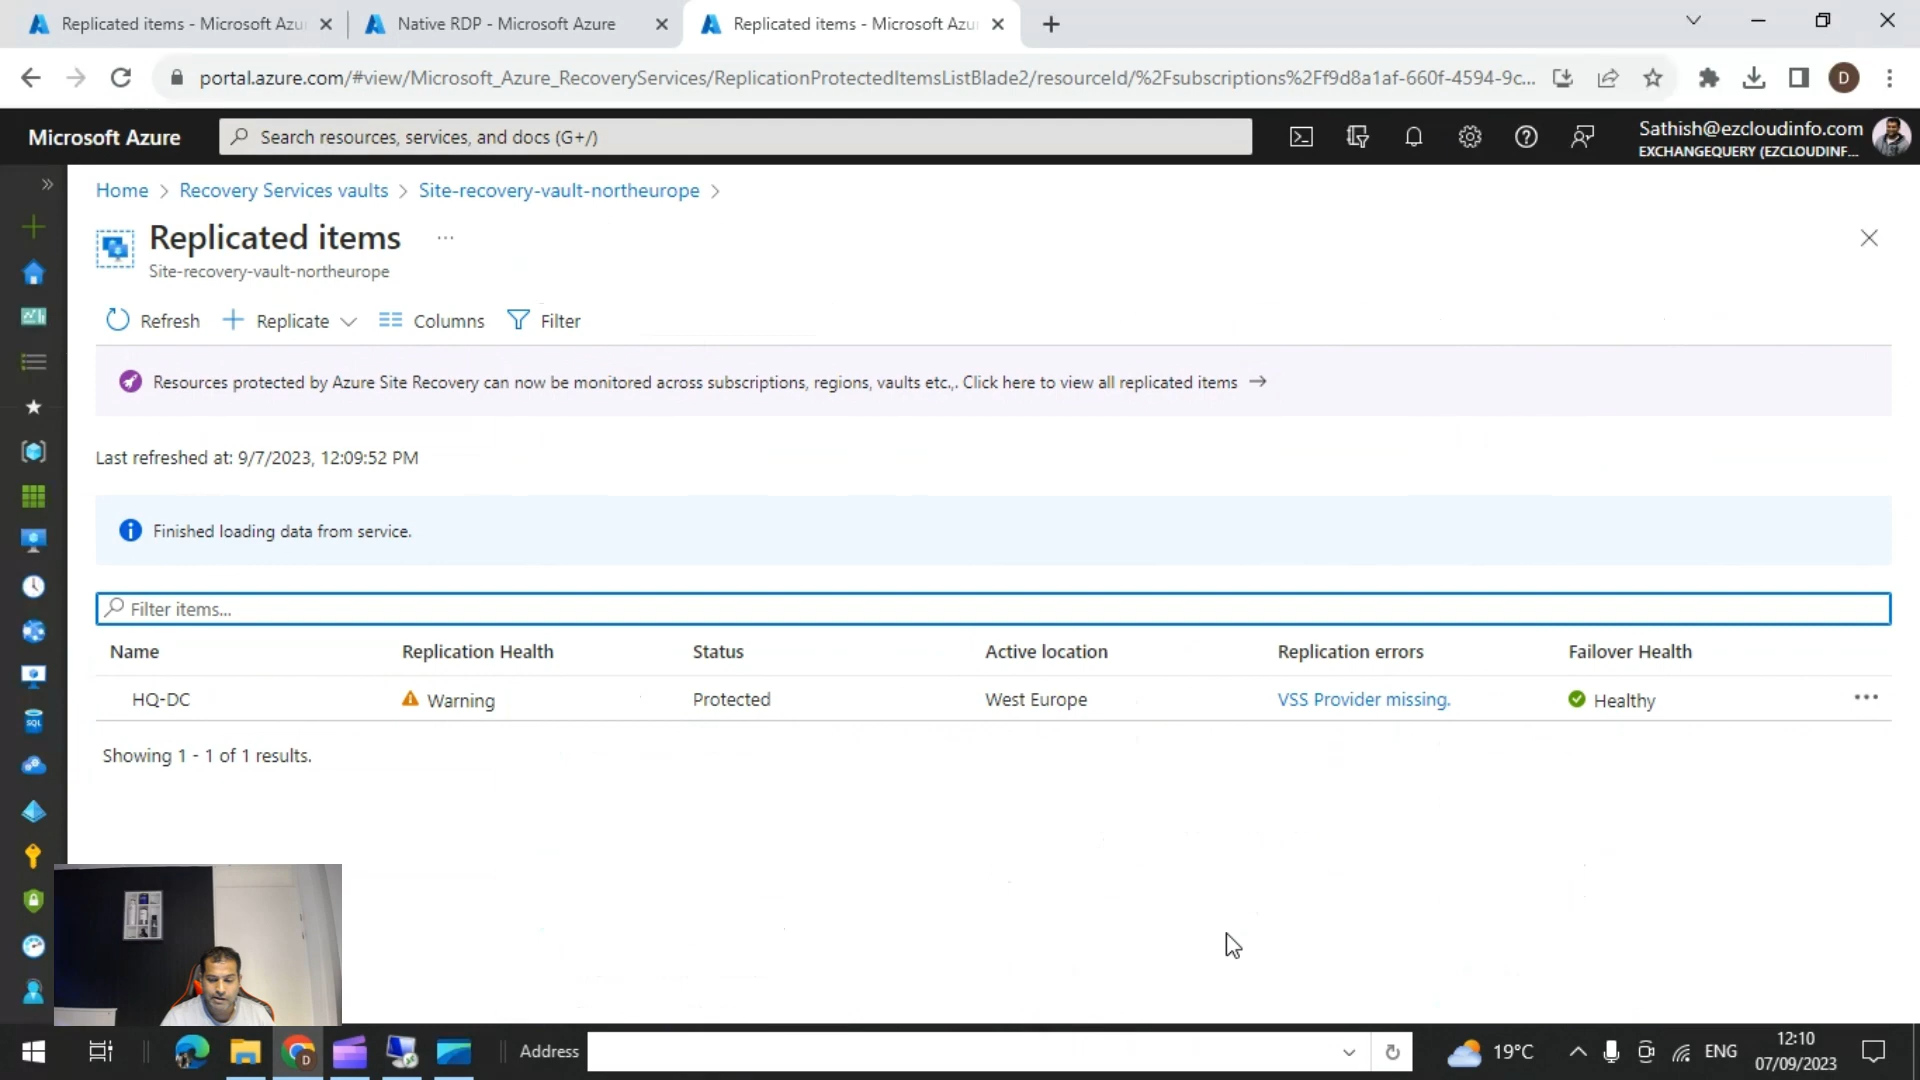 Replicated items - Microsoft Azu
Native RDP - Microsoft Azure
Replicated items - Microsoft Azu
portal.azure.com/#view/Microsoft_Azure_RecoveryServices/ReplicationProtectedItemsListBlade2/resourceId/%2Fsubscriptions%2Ff9d8a1af-660f-4594-9c...
D
Microsoft Azure
Search resources, services, and docs (G+/)
Sathish@ezcloudinfo.com
EXCHANGEQUERY (EZCLOUDINF...
Home > Recovery Services vaults > Site-recovery-vault-northeurope >
Replicated items ...
Site-recovery-vault-northeurope
Refresh + Replicate Columns Filter
Resources protected by Azure Site Recovery can now be monitored across subscriptions, regions, vaults etc.,. Click here to view all replicated items →
Last refreshed at: 9/7/2023, 12:09:52 PM
Finished loading data from service.
Filter items...
Name Replication Health Status Active location Replication errors Failover Health
HQ-DC Warning Protected West Europe VSS Provider missing. Healthy ...
Showing 1 - 1 of 1 results.
SQL
D
Address
19°C
ENG
12:10
07/09/2023